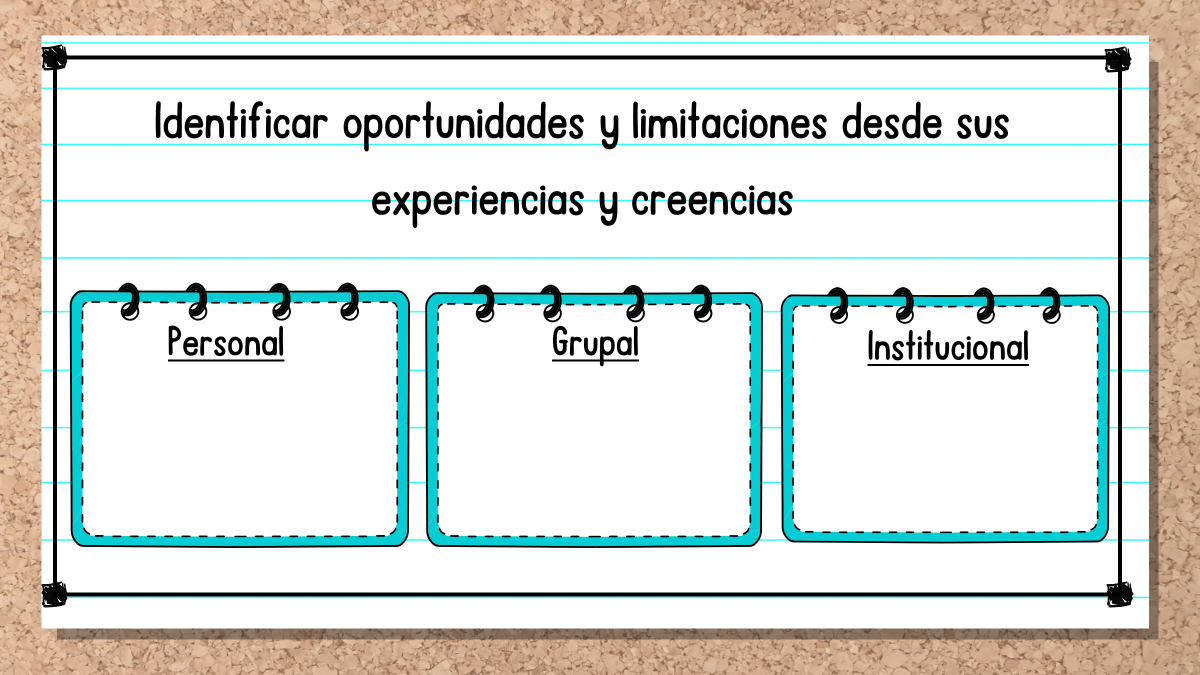 Identificar oportunidades y limitaciones desde sus
experiencias y creencias
Personal
Grupal
Institucional